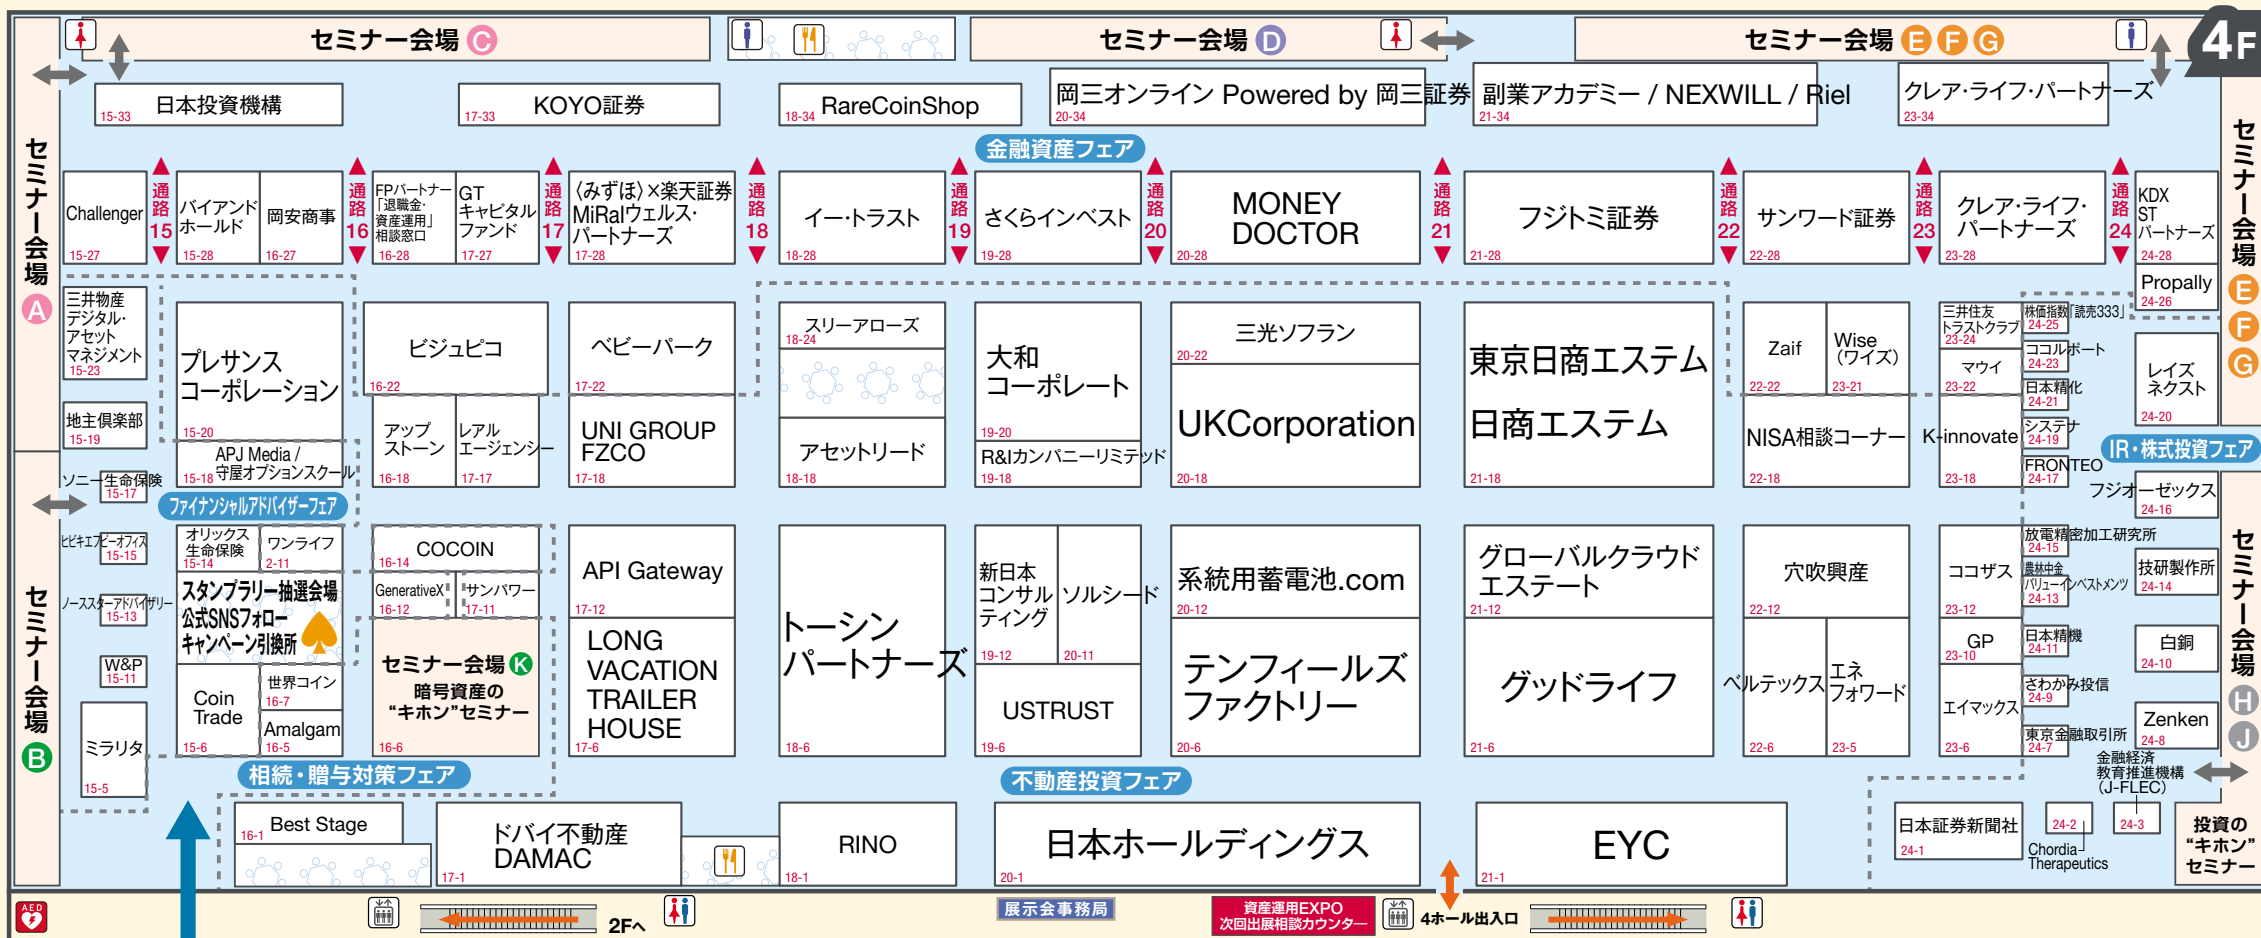 セミナー会場 C
セミナー会場 D
セミナー会場 E F G
4F
日本投資機構
15-33
KOYO証券
17-33
RareCoinShop
18-34
岡三オンライン Powered by 岡三証券
20-34
副業アカデミー / NEXWILL / Riel
21-34
クレア・ライフ・パートナーズ
23-34
セミナー会場 A
セミナー会場 E F G
金融資産フェア
Challenger
15-27
通路15
バイアンド
ホールド
15-28
岡安商事
16-27
通路16
FPパートナー
「退職金・
資産運用」
相談窓口
16-28
GT
キャピタル
ファンド
17-27
通路17
〈みずほ〉×楽天証券
MiRaIウェルス・
パートナーズ
17-28
通路18
イー・トラスト
18-28
通路19
さくらインベスト
19-28
通路20
MONEY
DOCTOR
20-28
通路21
フジトミ証券
21-28
通路22
サンワード証券
22-28
通路23
クレア・ライフ・
パートナーズ
23-28
通路24
KDX
ST
パートナーズ
24-28
Propally
24-26
三井物産
デジタル・
アセット
マネジメント
15-23
地主倶楽部
15-19
プレサンス
コーポレーション
15-20
APJ Media /
守屋オプションスクール
15-18
ビジュピコ
16-22
アップ
ストーン
16-18
レアル
エージェンシー
17-17
ベビーパーク
17-22
UNI GROUP
FZCO
17-18
スリーアローズ
18-24
アセットリード
18-18
大和
コーポレート
19-20
R&Iカンパニーリミテッド
19-18
三光ソフラン
20-22
UKCorporation
20-18
東京日商エステム
日商エステム
21-18
Zaif
22-22
Wise
（ワイズ）
23-21
NISA相談コーナー
22-18
三井住友
トラストクラブ
23-24
マウイ
23-22
K-innovate
23-18
株価指数「読売333」
24-25
ココルポート
24-23
日本精化
24-21
システナ
24-19
FRONTEO
24-17
レイズ
ネクスト
24-20
IR・株式投資フェア
フジオーゼックス
24-16
ソニー生命保険
15-17
ファイナンシャルアドバイザーフェア
ヒビキエフピーオフィス
15-15
ノーススターアドバイザリー
15-13
W&P
15-11
ミラリタ
15-5
セミナー会場 B
オリックス
生命保険
15-14
ワンライフ
2-11
スタンプラリー抽選会場
公式SNSフォロー
キャンペーン引換所
Coin
Trade
15-6
世界コイン
16-7
Amalgam
16-5
COCOIN
16-14
GenerativeX
16-12
サンパワー
17-11
セミナー会場 K
暗号資産の
“キホン”セミナー
16-6
API Gateway
17-12
LONG
VACATION
TRAILER
HOUSE
17-6
トーシン
パートナーズ
18-6
新日本
コンサル
ティング
19-12
ソルシード
20-11
USTRUST
19-6
系統用蓄電池.com
20-12
テンフィールズ
ファクトリー
20-6
グローバルクラウド
エステート
21-12
グッドライフ
21-6
穴吹興産
22-12
ベルテックス
22-6
エネ
フォワード
23-5
ココザス
23-12
GP
23-10
エイマックス
23-6
放電精密加工研究所
24-15
農林中金
バリューインベストメンツ
24-13
日本精機
24-11
さわかみ投信
24-9
東京金融取引所
24-7
技研製作所
24-14
白銅
24-10
Zenken
24-8
セミナー会場 H J
相続・贈与対策フェア
不動産投資フェア
金融経済
教育推進機構
（J-FLEC）
24-3
Best Stage
16-1
ドバイ不動産
DAMAC
17-1
RINO
18-1
日本ホールディングス
20-1
EYC
21-1
日本証券新聞社
24-1
24-2
Chordia
Therapeutics
投資の
“キホン”
セミナー
AED
2Fへ
展示会事務局
資産運用EXPO
次回出展相談カウンター
4ホール出入口